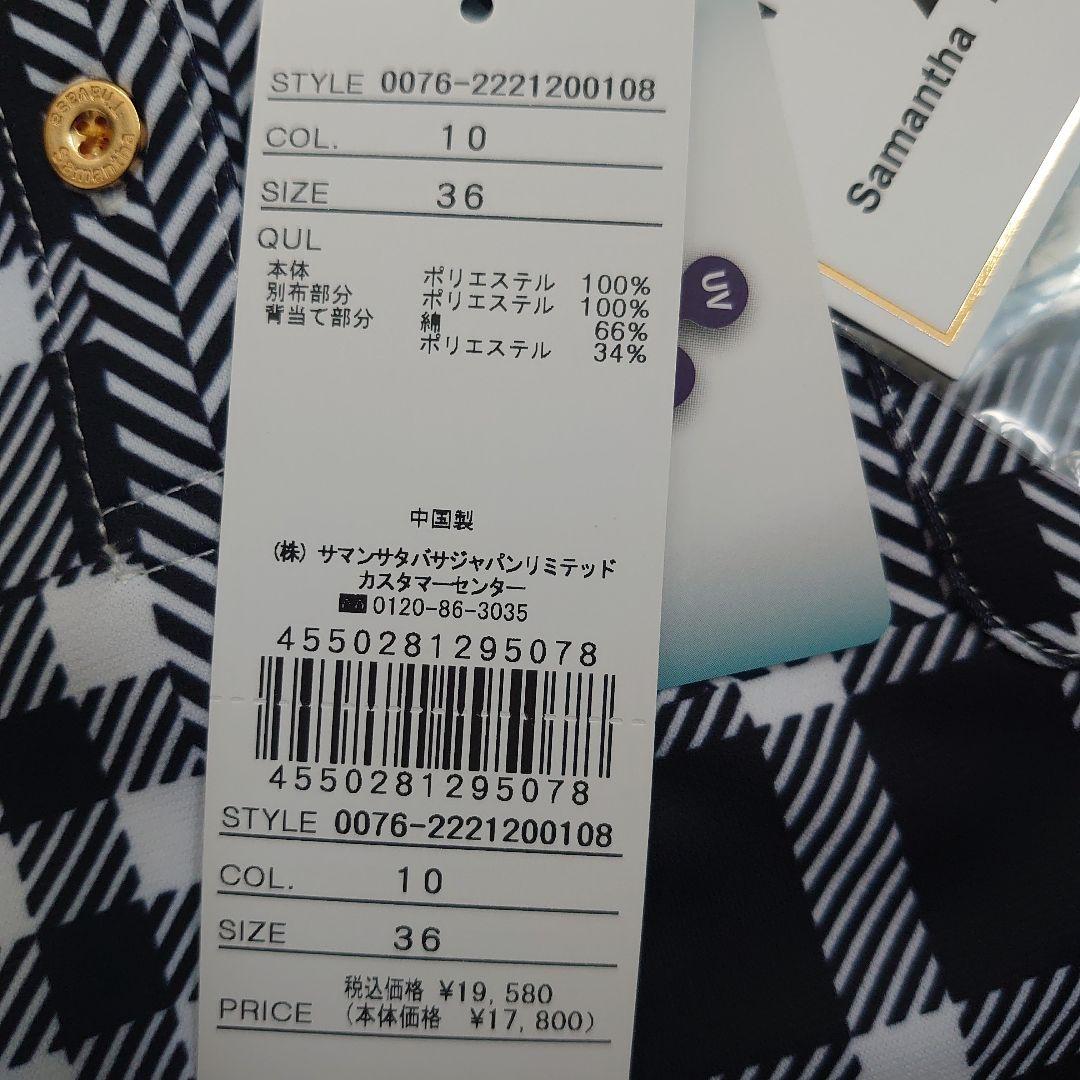 STYLE 0076-2221200108
COL. 10
SIZE 36
QUL
本体 ポリエステル 100%
別布部分 ポリエステル 100%
背当て部分 綿 66%
ポリエステル 34%
中国製
(株) サマンサタバサジャパンリミテッド
カスタマーセンター
0120-86-3035
4550281295078
4550281295078
STYLE 0076-2221200108
COL. 10
SIZE 36
税込価格 ¥19,580
PRICE (本体価格 ¥17,800)
UV
Samantha
Samantha